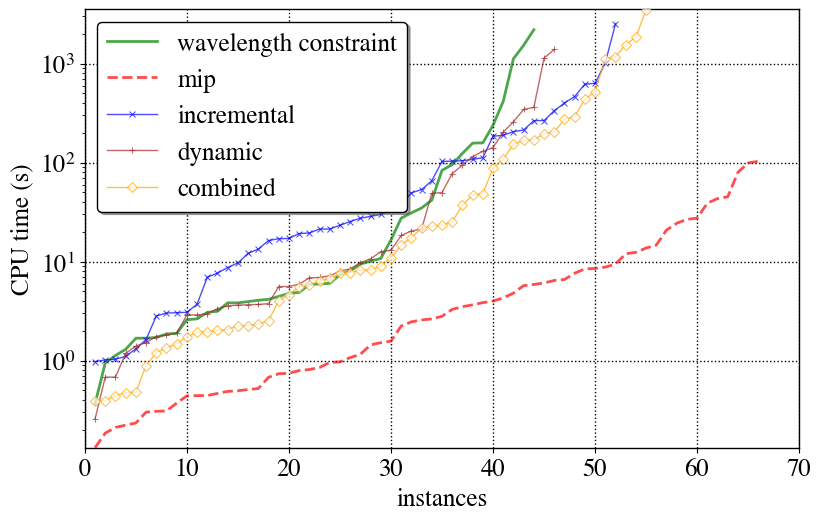 wavelength constraint
mip
incremental
dynamic
combined
CPU time (s)
10³
10²
10¹
10⁰
0 10 20 30 40 50 60 70
instances